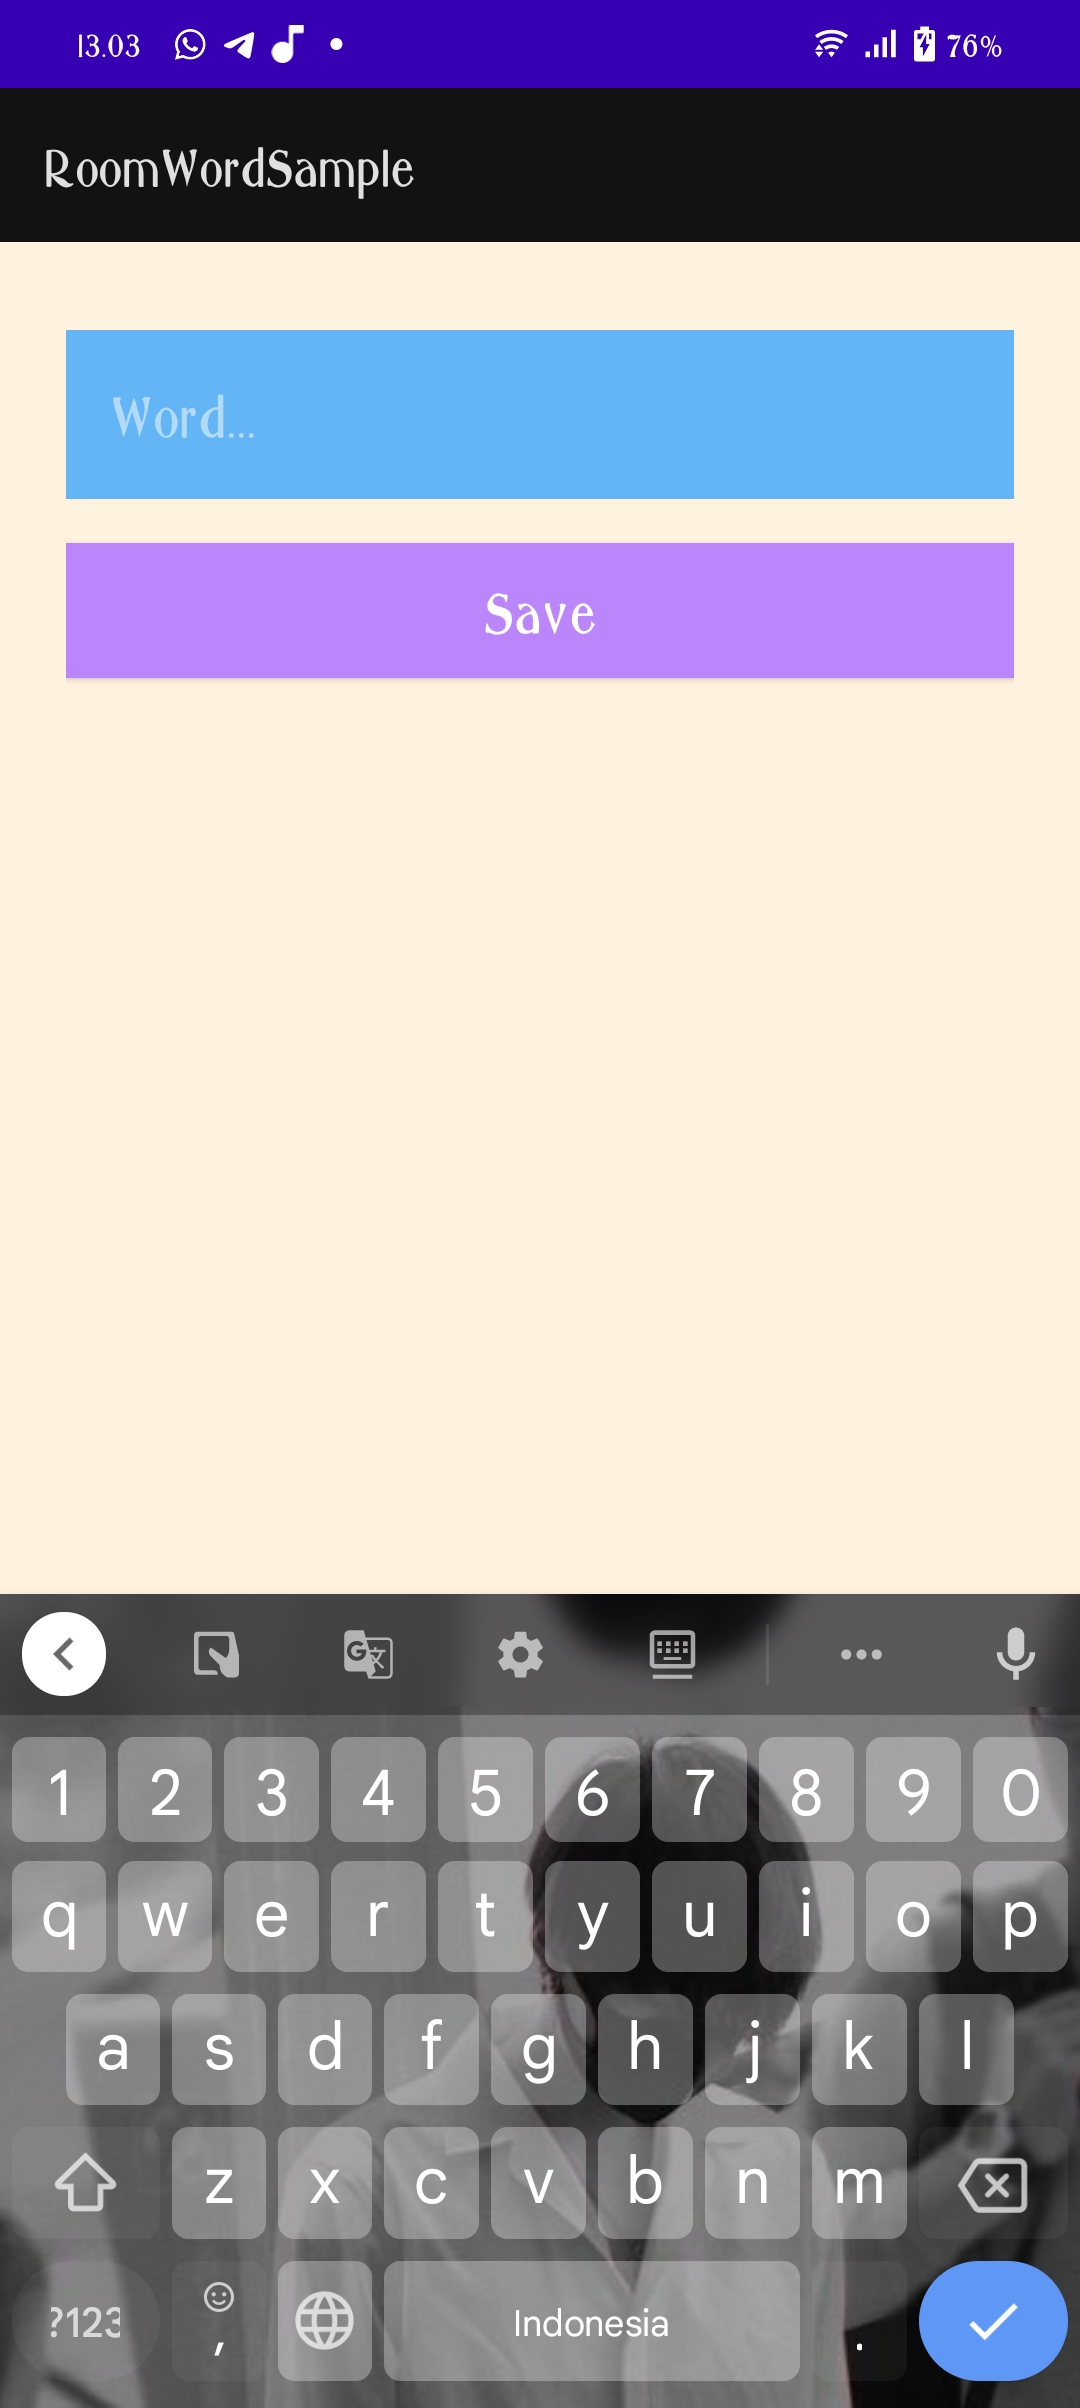 13.03 76%
RoomWordSample
Word...
Save
1 2 3 4 5 6 7 8 9 0
q w e r t y u i o p
a s d f g h j k l
z x c v b n m
?123 , Indonesia .